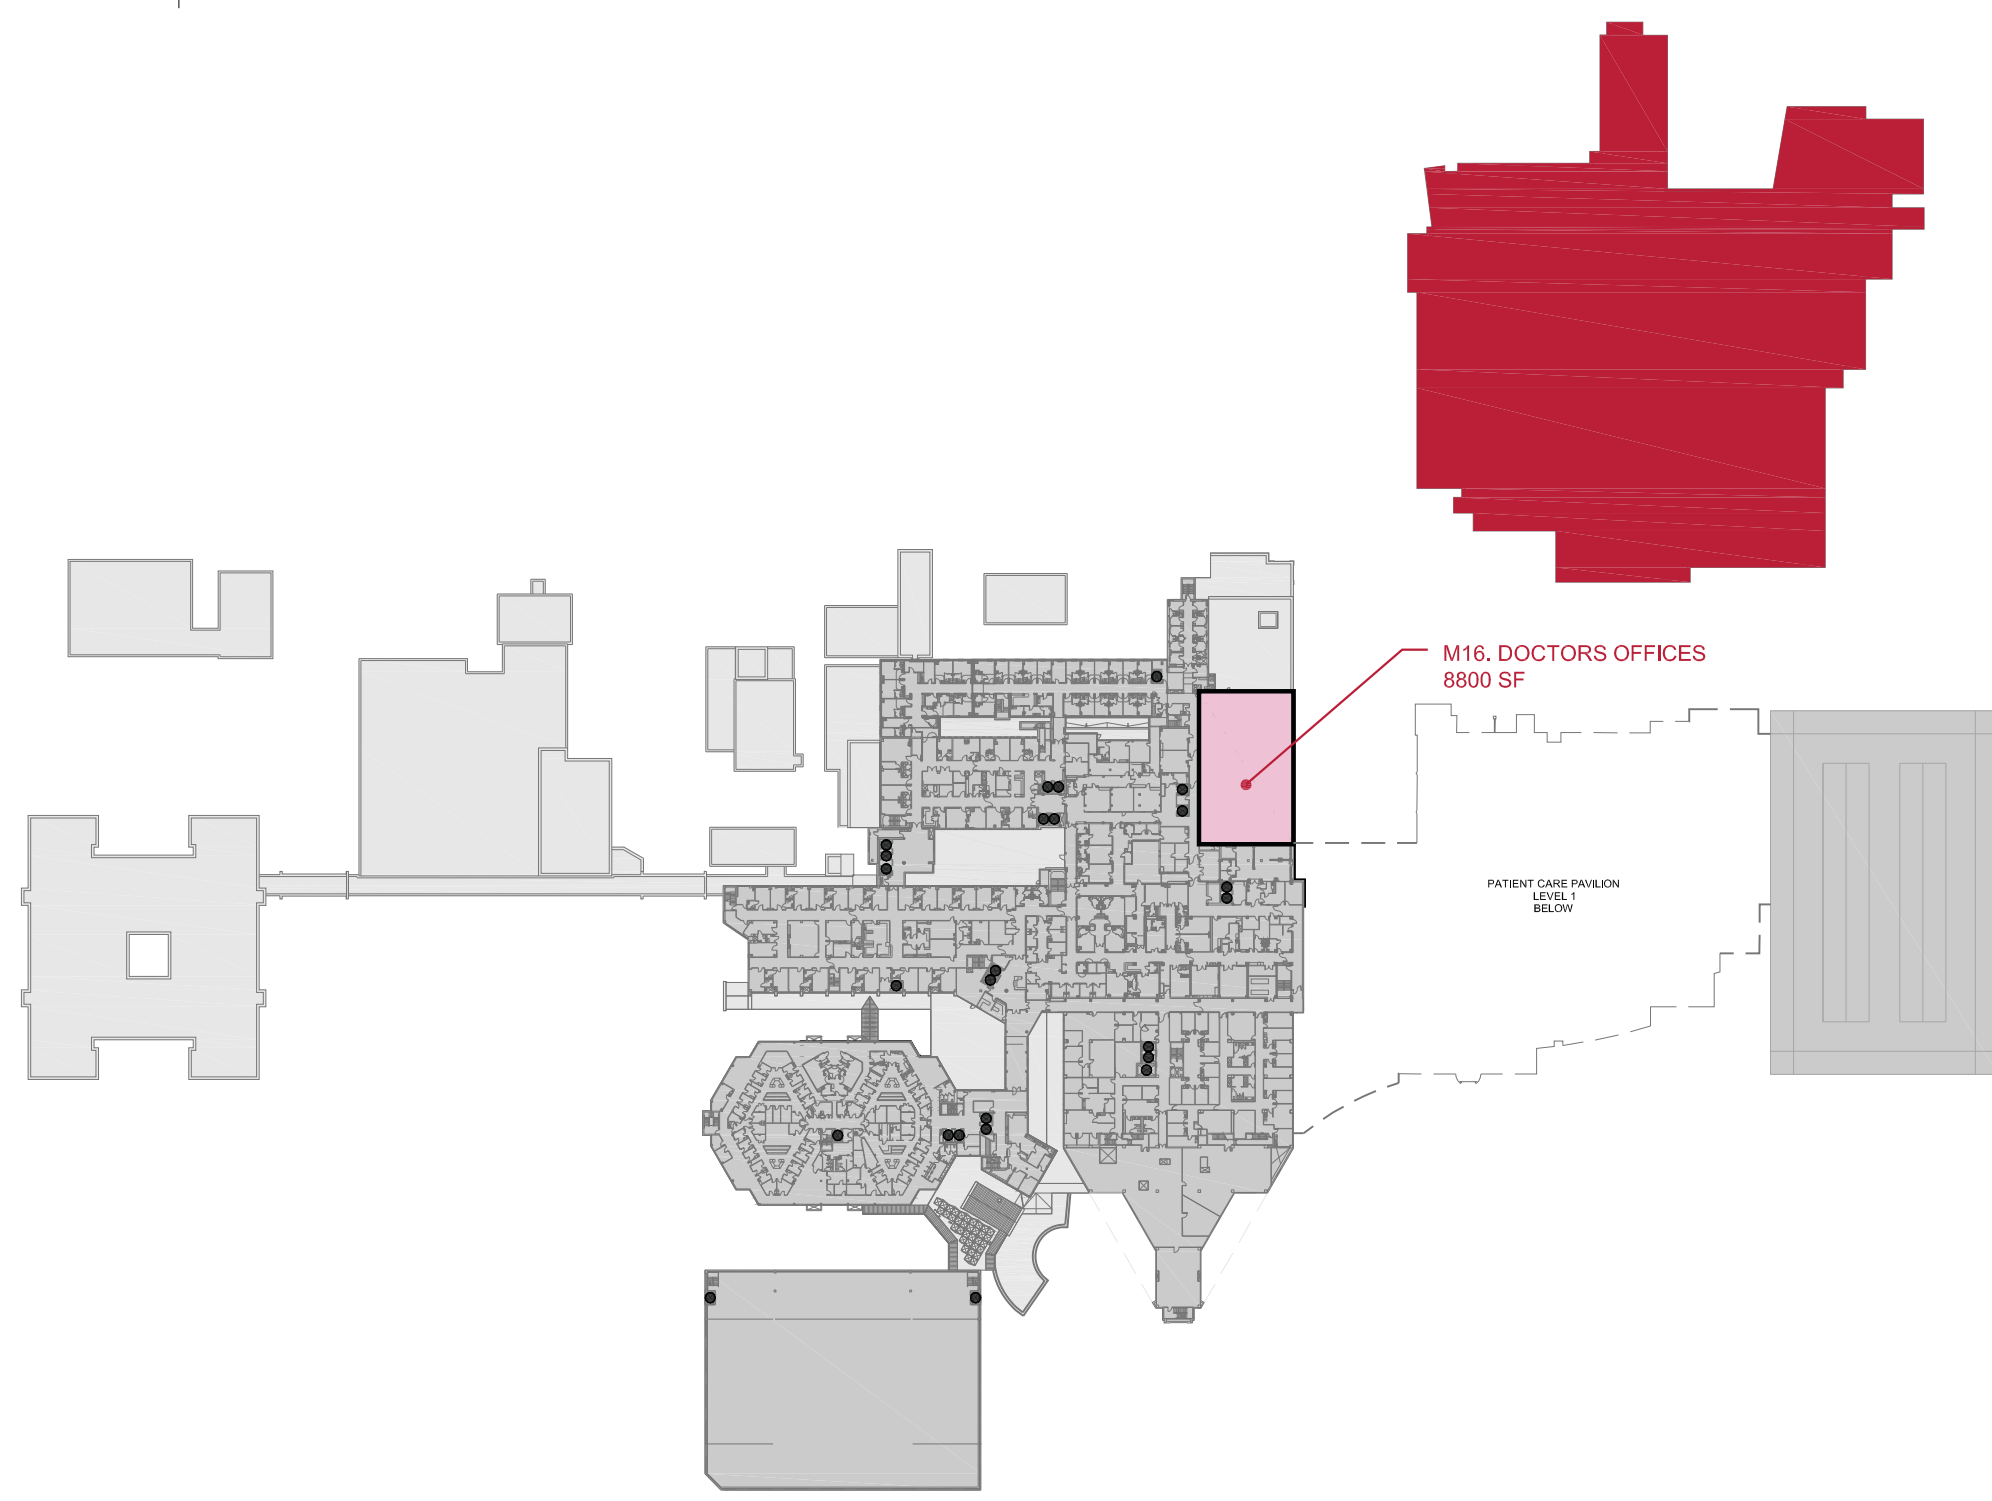 M16. DOCTORS OFFICES
8800 SF
PATIENT CARE PAVILION
LEVEL 1
BELOW